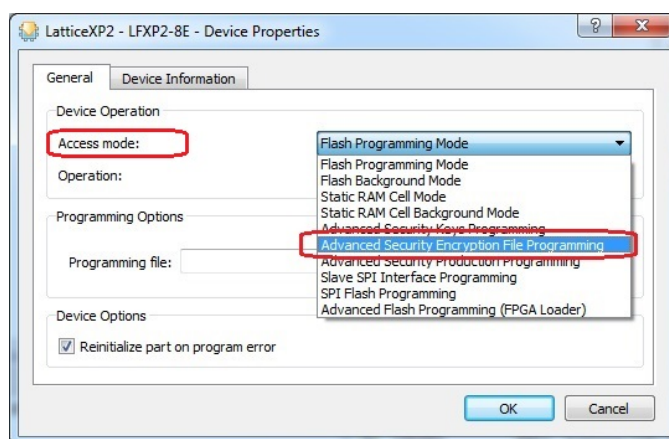 LatticeXP2 - LFXP2-8E - Device Properties
General Device Information
Device Operation
Access mode: Flash Programming Mode
Flash Programming Mode
Flash Background Mode
Operation:
Static RAM Cell Mode
Static RAM Cell Background Mode
Programming Options
Advanced Security Keys Programming
Advanced Security Encryption File Programming
Programming file:
Advanced Security Production Programming
Slave SPI Interface Programming
SPI Flash Programming
Device Options
Advanced Flash Programming (FPGA Loader)
Reinitialize part on program error
OK Cancel